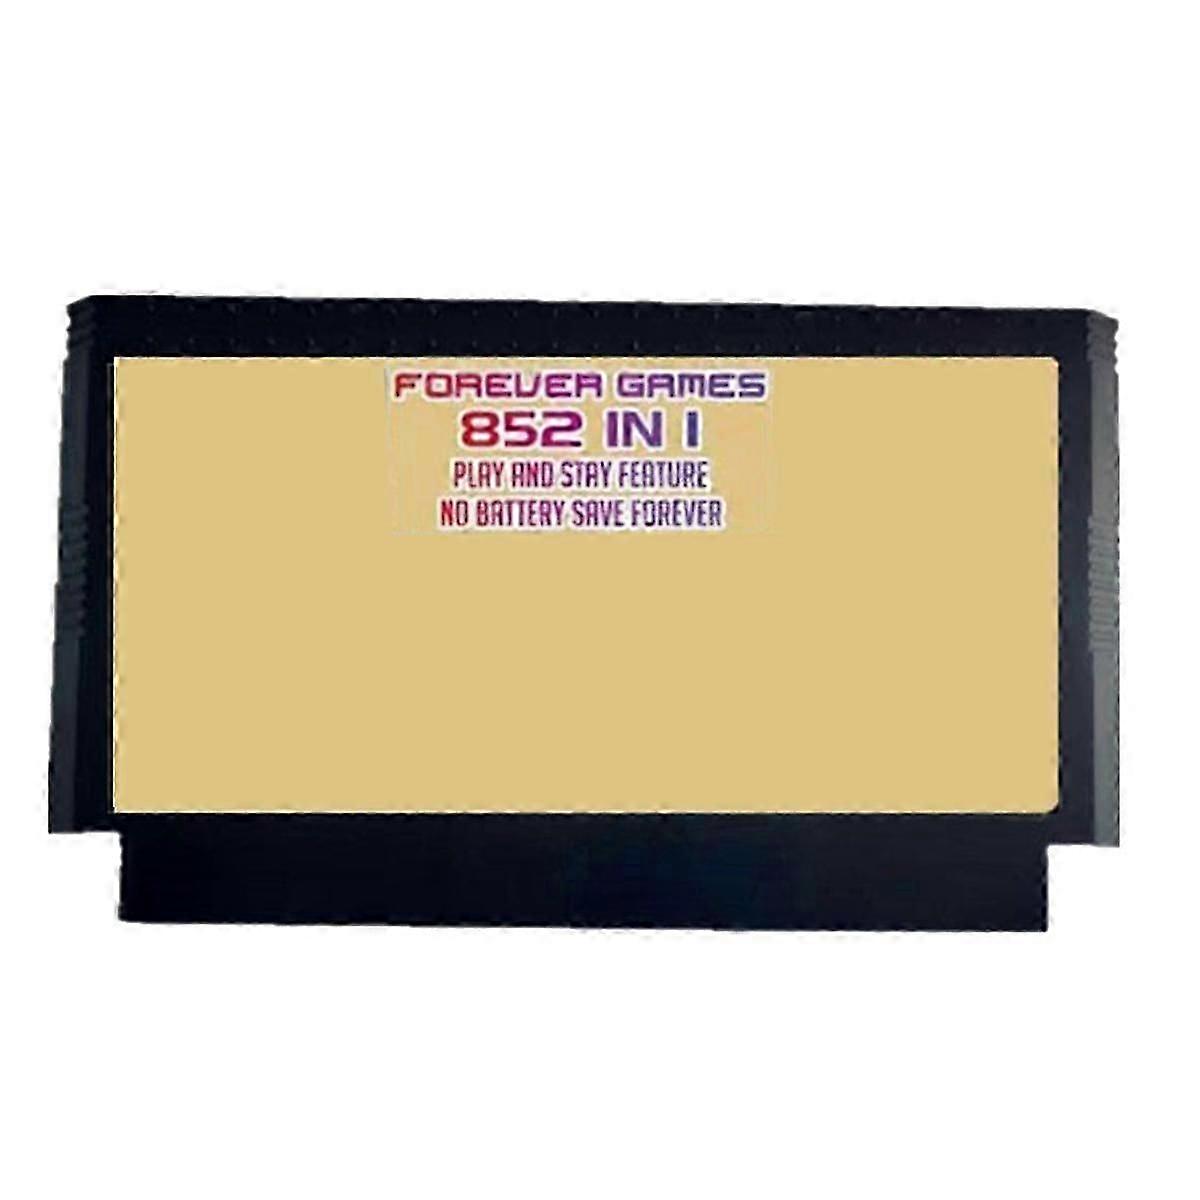 FOREVER GAMES
852 IN 1
PLAY AND STAY FEATURE
NO BATTERY SAVE FOREVER